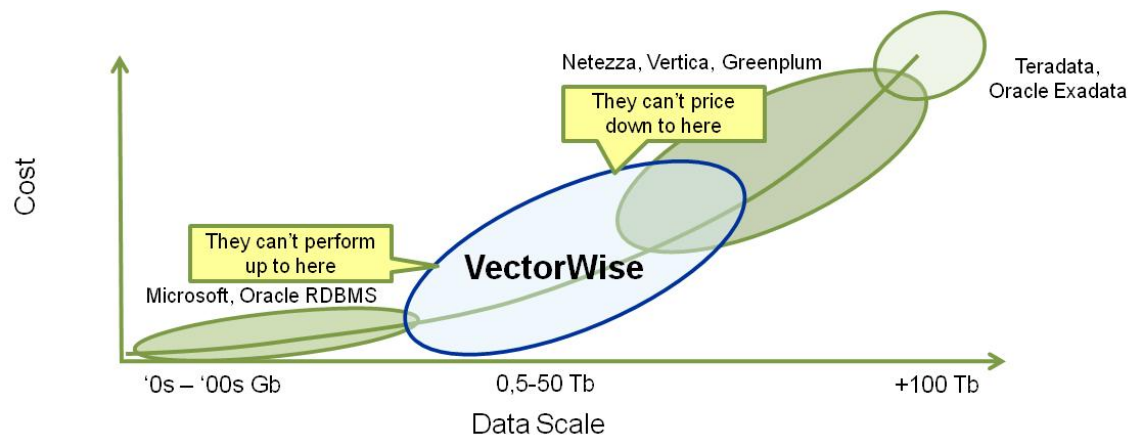 Netezza, Vertica, Greenplum
Teradata,
Oracle Exadata
They can't price
down to here
Cost
They can't perform
up to here
VectorWise
Microsoft, Oracle RDBMS
‘0s – ‘00s Gb
0,5-50 Tb
+100 Tb
Data Scale